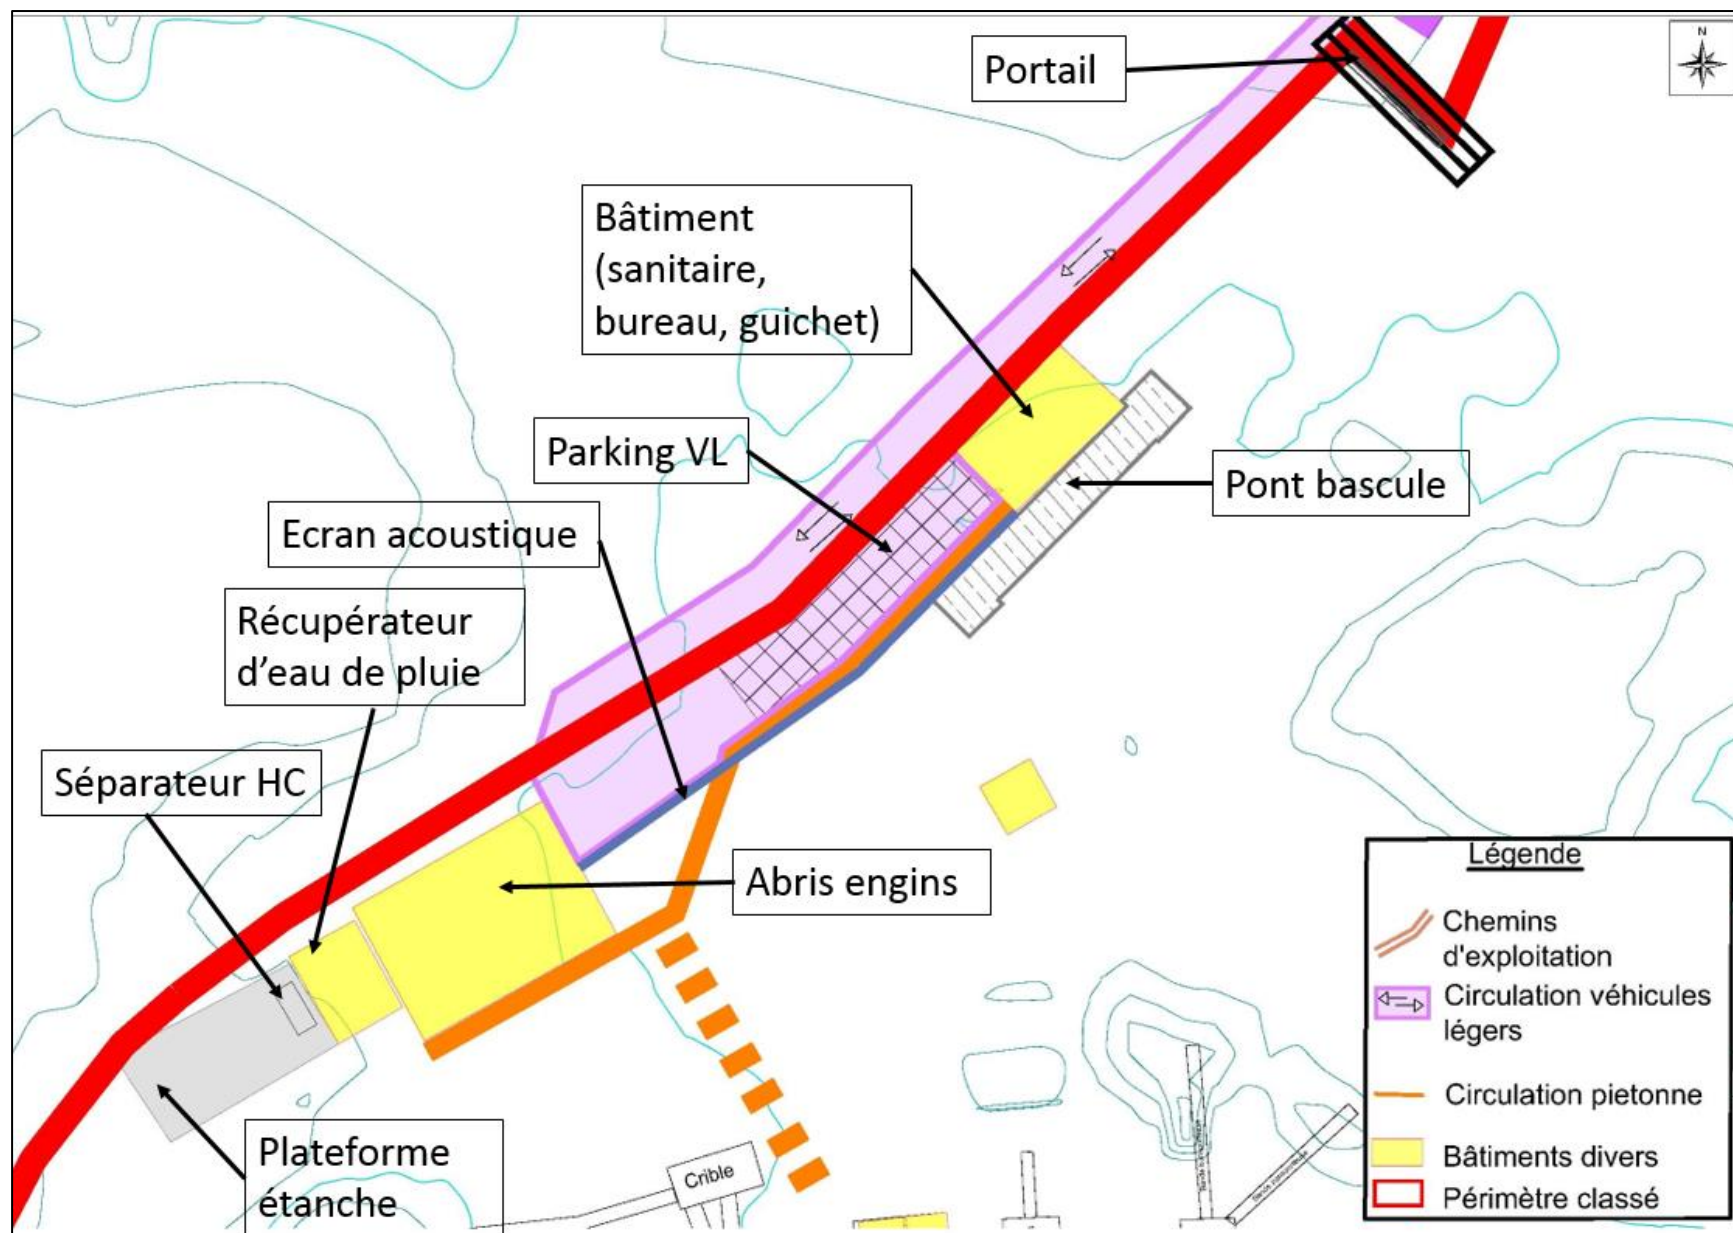 Portail
N
Bâtiment
(sanitaire,
bureau, guichet)
Parking VL
Pont bascule
Ecran acoustique
Récupérateur
d’eau de pluie
Séparateur HC
Abris engins
Plateforme
étanche
Crible
Légende
Chemins
d'exploitation
Circulation véhicules
légers
Circulation pietonne
Bâtiments divers
Périmètre classé